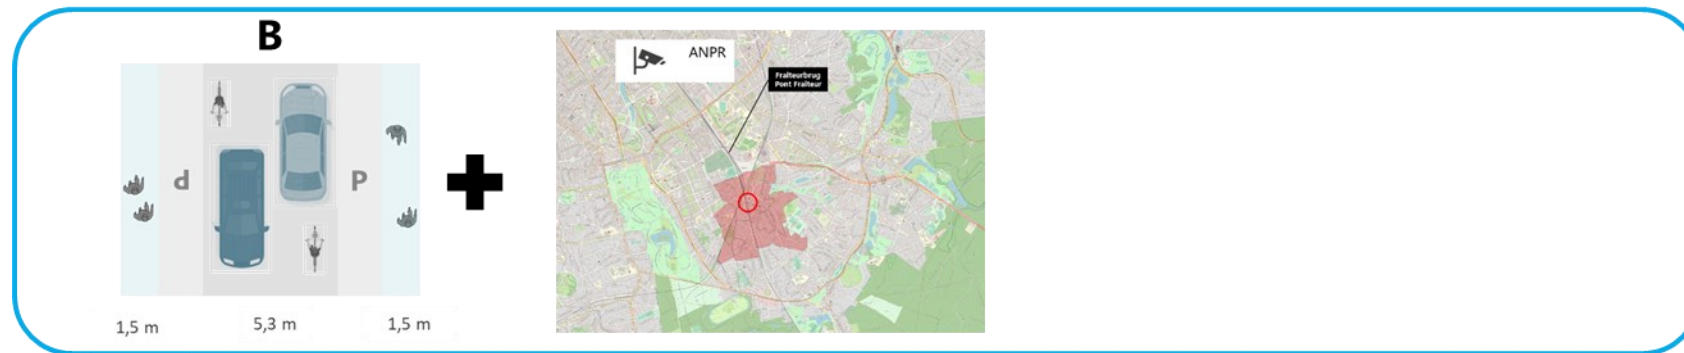 B
P
P
1,5 m
5,3 m
1,5 m
ANPR
Fraiteurbrug
Pont Fraiteur